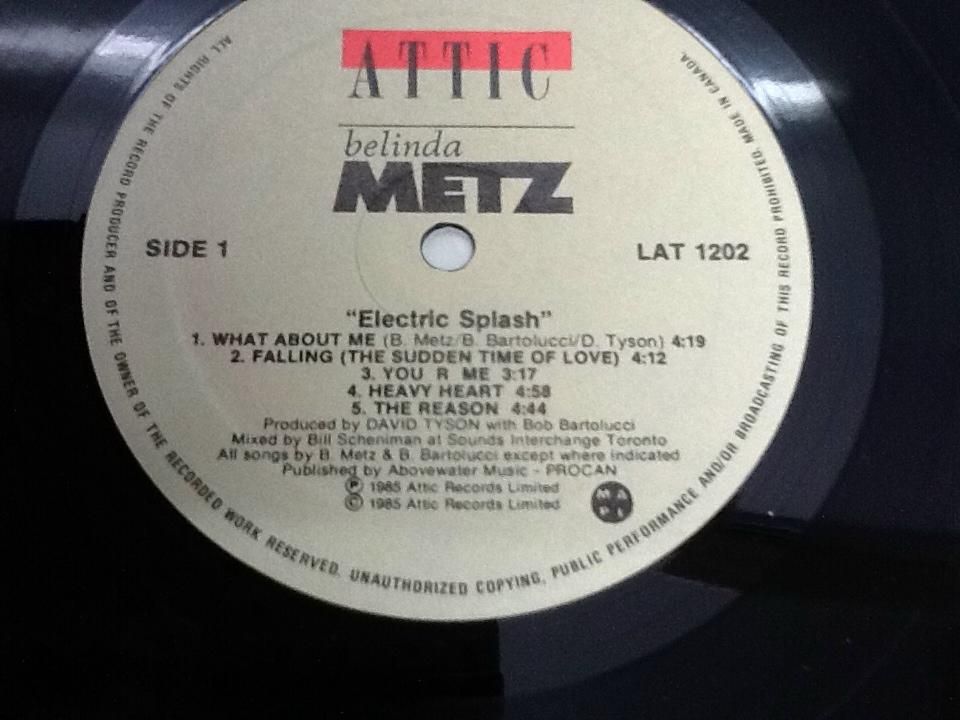 ATTIC
belinda
METZ
SIDE 1
LAT 1202
"Electric Splash"
1. WHAT ABOUT ME (B. Metz/B. Bartolucci/D. Tyson) 4:19
2. FALLING (THE SUDDEN TIME OF LOVE) 4:12
3. YOU R ME 3:17
4. HEAVY HEART 4:58
5. THE REASON 4:44
Produced by DAVID TYSON with Bob Bartolucci
Mixed by Bill Scheniman at Sounds Interchange Toronto
All songs by B. Metz & B. Bartolucci except where indicated
Published by Abovewater Music - PROCAN
℗ 1985 Attic Records Limited
© 1985 Attic Records Limited
MAPL
ALL RIGHTS OF THE RECORD PRODUCER AND OF THE OWNER OF THE RECORDED WORK RESERVED. UNAUTHORIZED COPYING, PUBLIC PERFORMANCE AND/OR BROADCASTING OF THIS RECORD PROHIBITED. MADE IN CANADA.